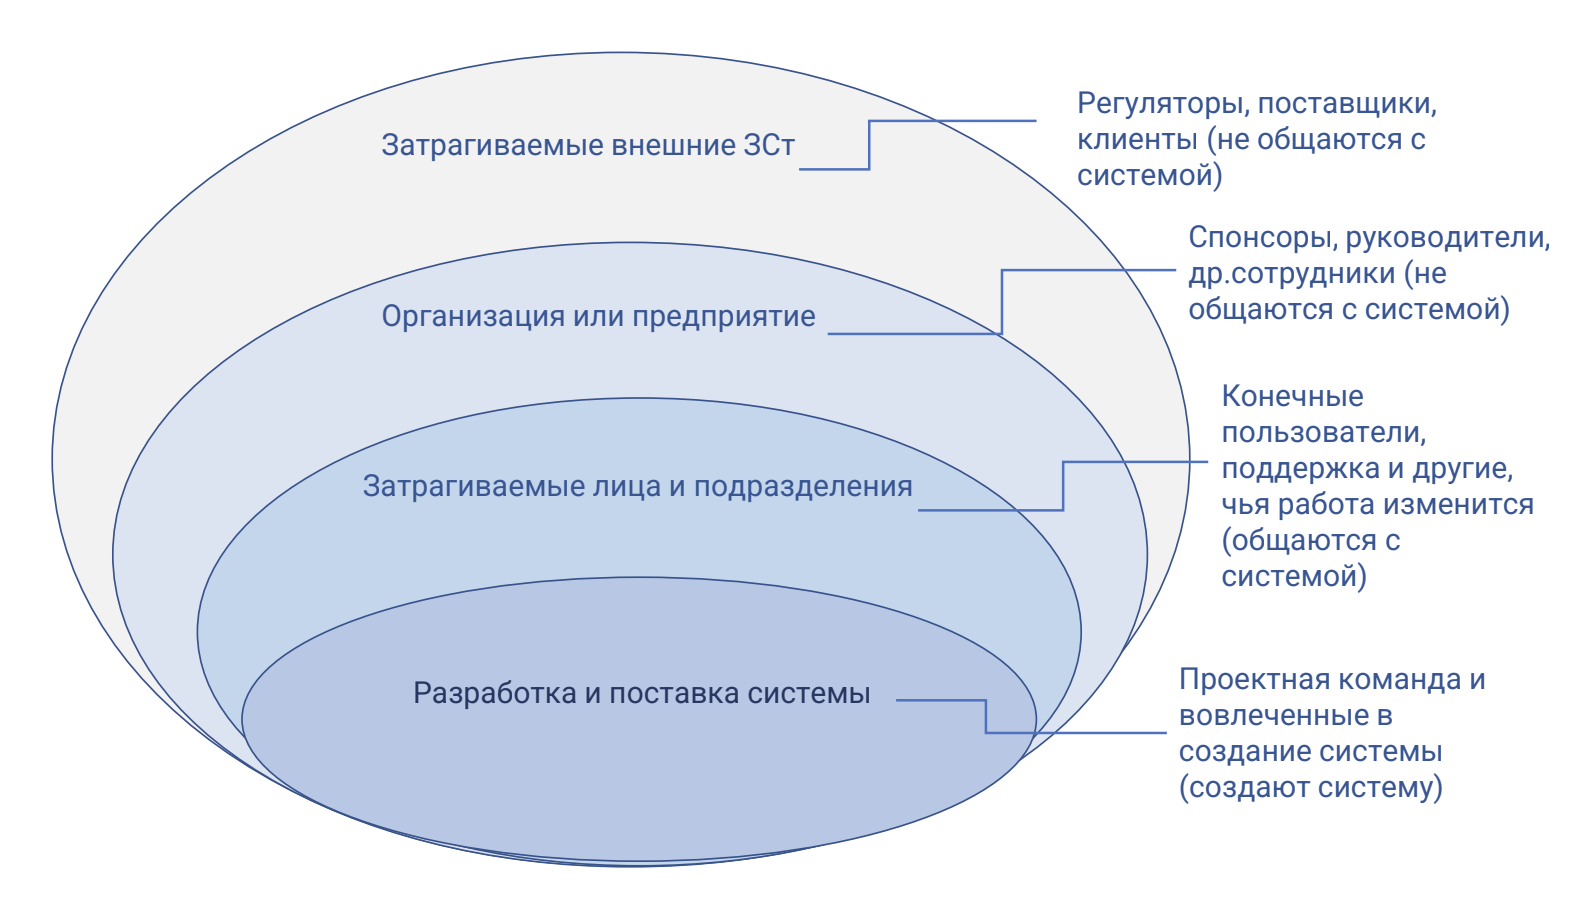 Затрагиваемые внешние ЗСт
Регуляторы, поставщики,
клиенты (не общаются с
системой)
Организация или предприятие
Спонсоры, руководители,
др.сотрудники (не
общаются с системой)
Затрагиваемые лица и подразделения
Конечные
пользователи,
поддержка и другие,
чья работа изменится
(общаются с
системой)
Разработка и поставка системы
Проектная команда и
вовлеченные в
создание системы
(создают систему)